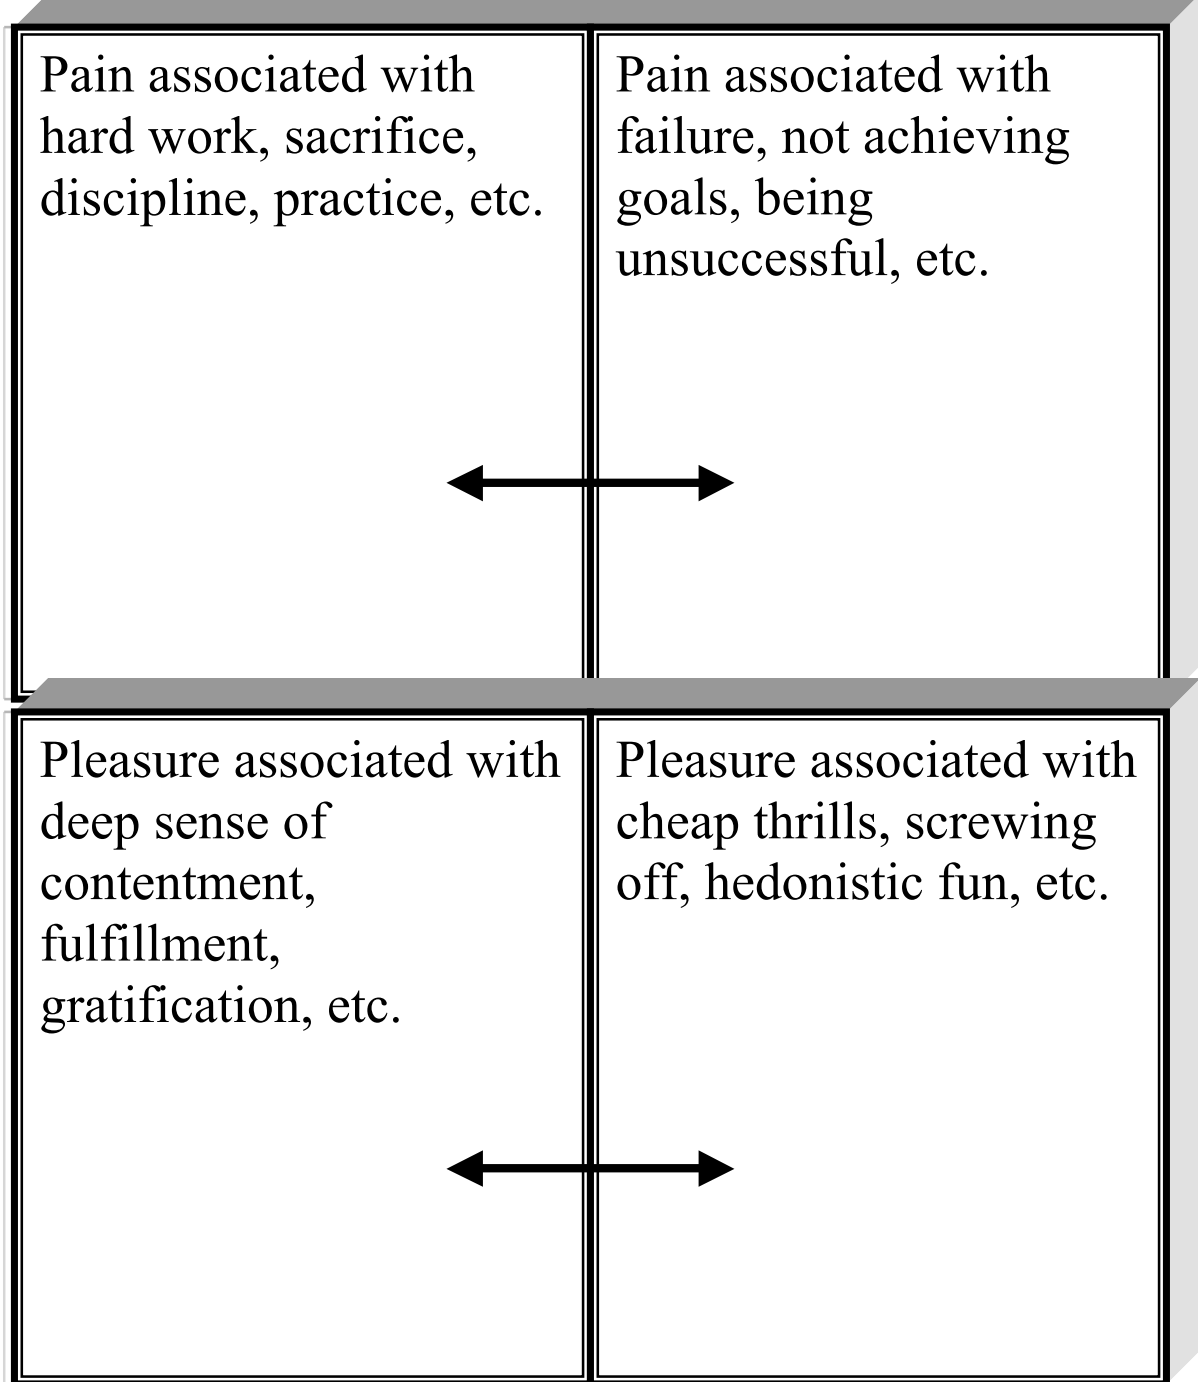 Pain associated with
hard work, sacrifice,
discipline, practice, etc.
Pain associated with
failure, not achieving
goals, being
unsuccessful, etc.
Pleasure associated with
deep sense of
contentment,
fulfillment,
gratification, etc.
Pleasure associated with
cheap thrills, screwing
off, hedonistic fun, etc.